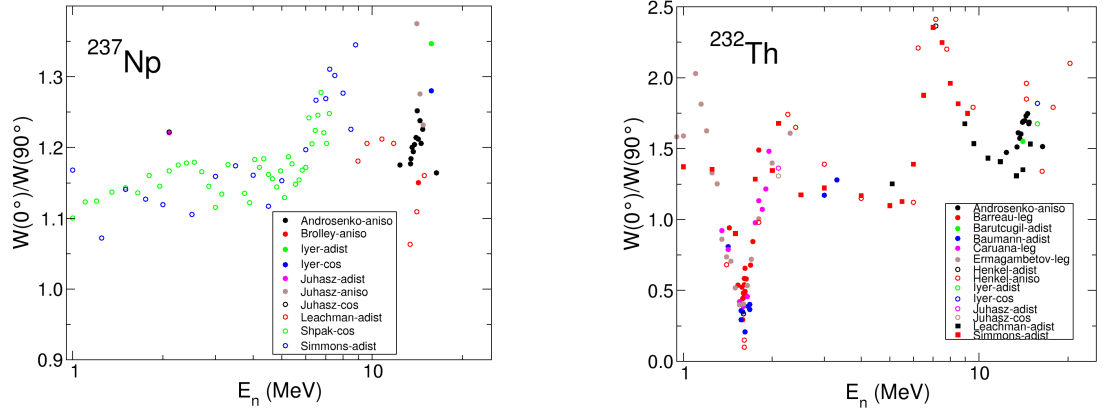 237Np
W(0°)/W(90°)
1.3
1.2
1.1
1.0
0.9
1
10
E_n (MeV)
Androsenko-aniso
Brolley-aniso
Iyer-adist
Iyer-cos
Juhasz-adist
Juhasz-aniso
Juhasz-cos
Leachman-adist
Shpak-cos
Simmons-adist
232Th
W(0°)/W(90°)
2.5
2.0
1.5
1.0
0.5
0.0
1
10
E_n (MeV)
Androsenko-aniso
Barreau-leg
Barutcugil-adist
Baumann-adist
Caruana-leg
Ermagambetov-leg
Henkel-adist
Henkel-aniso
Iyer-adist
Iyer-cos
Juhasz-adist
Juhasz-cos
Leachman-adist
Simmons-adist